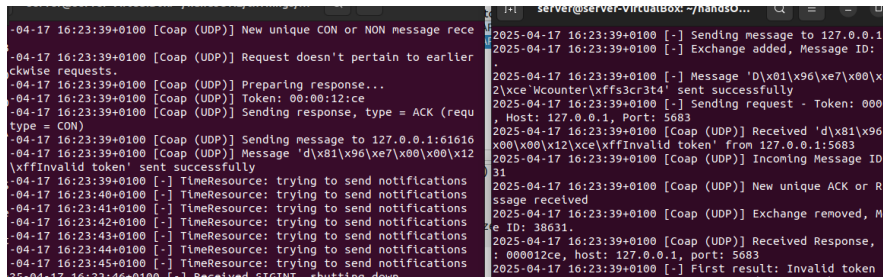 -04-17 16:23:39+0100 [Coap (UDP)] New unique CON or NON message rece
-04-17 16:23:39+0100 [Coap (UDP)] Request doesn't pertain to earlier
ckwise requests.
-04-17 16:23:39+0100 [Coap (UDP)] Preparing response...
-04-17 16:23:39+0100 [Coap (UDP)] Token: 00:00:12:ce
-04-17 16:23:39+0100 [Coap (UDP)] Sending response, type = ACK (requ
type = CON)
-04-17 16:23:39+0100 [Coap (UDP)] Sending message to 127.0.0.1:61616
-04-17 16:23:39+0100 [Coap (UDP)] Message 'd\x81\x96\xe7\x00\x00\x12
\xffInvalid token' sent successfully
-04-17 16:23:39+0100 [-] TimeResource: trying to send notifications
-04-17 16:23:40+0100 [-] TimeResource: trying to send notifications
-04-17 16:23:41+0100 [-] TimeResource: trying to send notifications
-04-17 16:23:42+0100 [-] TimeResource: trying to send notifications
-04-17 16:23:43+0100 [-] TimeResource: trying to send notifications
-04-17 16:23:44+0100 [-] TimeResource: trying to send notifications
-04-17 16:23:45+0100 [-] TimeResource: trying to send notifications
25-04-17 16:23:46+0100 [-] Received SIGINT, shutting down
server@server-VirtualBox: ~/handsO...
2025-04-17 16:23:39+0100 [-] Sending message to 127.0.0.1
2025-04-17 16:23:39+0100 [-] Exchange added, Message ID:
.
2025-04-17 16:23:39+0100 [-] Message 'D\x01\x96\xe7\x00\x
2\xce`Wcounter\xffs3cr3t4' sent successfully
2025-04-17 16:23:39+0100 [-] Sending request - Token: 000
, Host: 127.0.0.1, Port: 5683
2025-04-17 16:23:39+0100 [Coap (UDP)] Received 'd\x81\x96
x00\x00\x12\xce\xffInvalid token' from 127.0.0.1:5683
2025-04-17 16:23:39+0100 [Coap (UDP)] Incoming Message ID
31
2025-04-17 16:23:39+0100 [Coap (UDP)] New unique ACK or R
ssage received
2025-04-17 16:23:39+0100 [Coap (UDP)] Exchange removed, M
e ID: 38631.
2025-04-17 16:23:39+0100 [Coap (UDP)] Received Response,
: 000012ce, host: 127.0.0.1, port: 5683
2025-04-17 16:23:39+0100 [-] First result: Invalid token